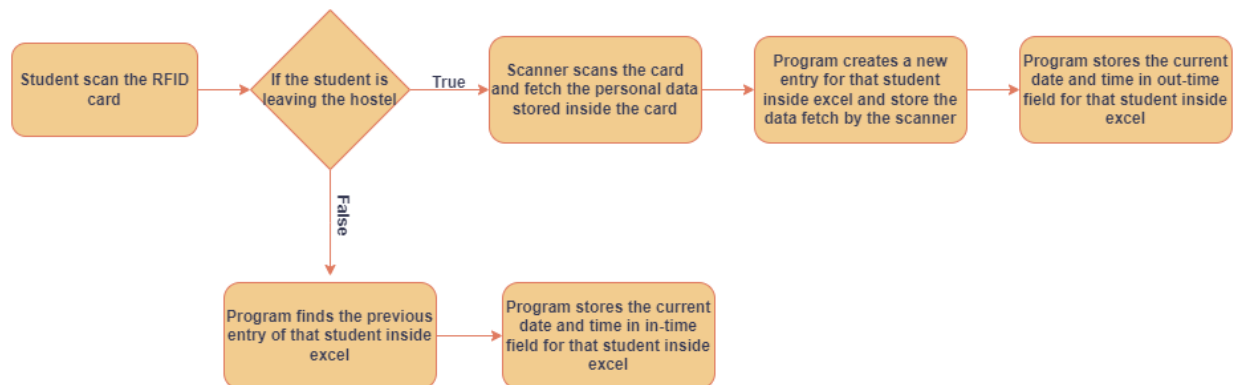 Student scan the RFID
card
If the student is
leaving the hostel
True
Scanner scans the card
and fetch the personal data
stored inside the card
Program creates a new
entry for that student
inside excel and store the
data fetch by the scanner
Program stores the current
date and time in out-time
field for that student inside
excel
False
Program finds the previous
entry of that student inside
excel
Program stores the current
date and time in in-time
field for that student inside
excel